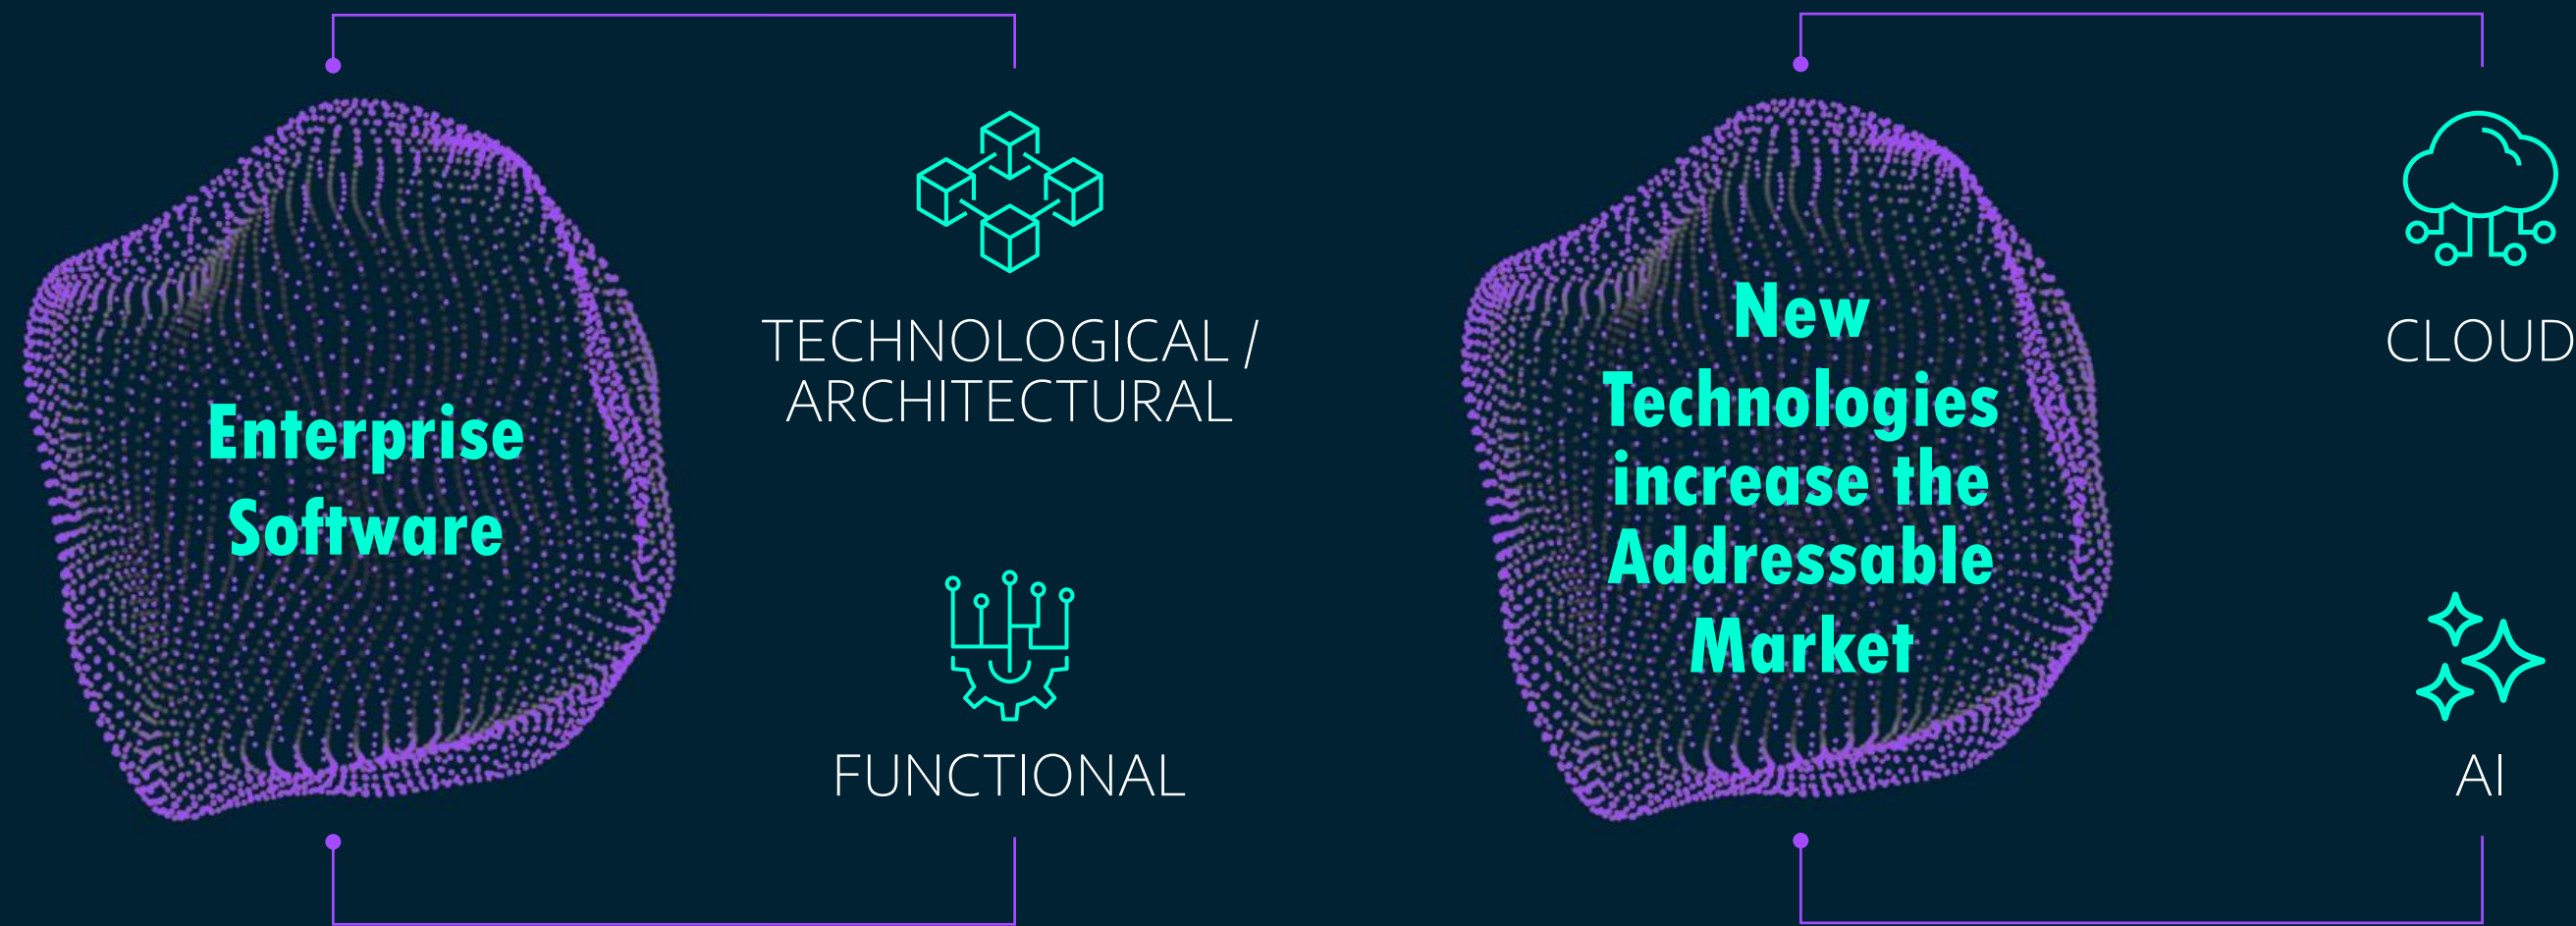 Enterprise
Software
TECHNOLOGICAL /
ARCHITECTURAL
FUNCTIONAL
New
Technologies
increase the
Addressable
Market
CLOUD
AI